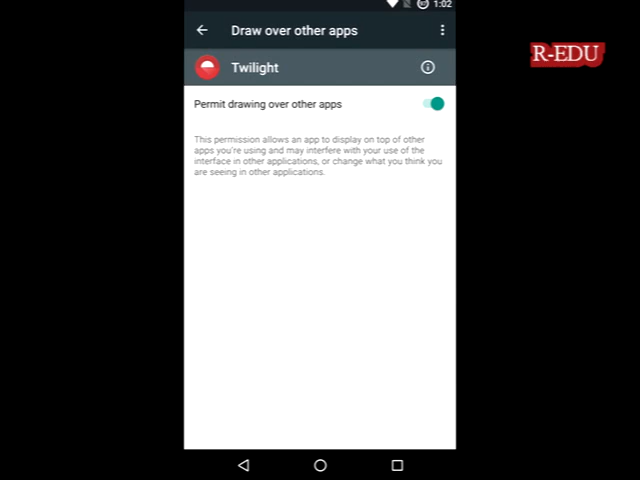 1:02
Draw over other apps
R-EDU
Twilight
Permit drawing over other apps
This permission allows an app to display on top of other
apps you're using and may interfere with your use of the
interface in other applications, or change what you think you
are seeing in other applications.